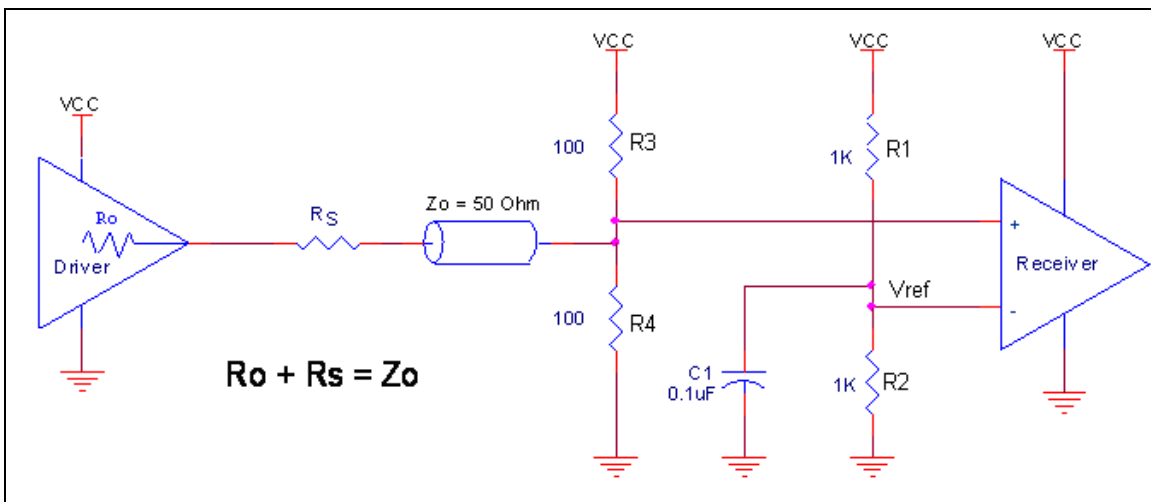 VCC
VCC
VCC
VCC
100
R3
1K
R1
Ro
Driver
RS
Zo = 50 Ohm
+
Receiver
-
Vref
100
R4
C1
0.1uF
1K
R2
Ro + Rs = Zo